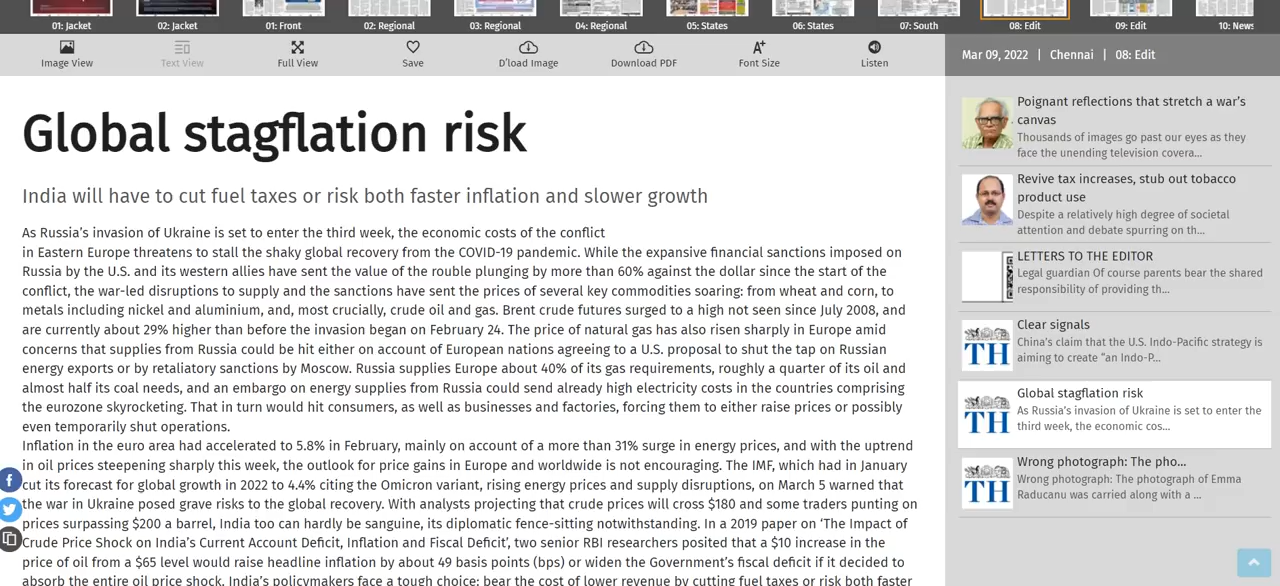 01: Jacket
02: Jacket
01: Front
02: Regional
03: Regional
04: Regional
05: States
06: States
07: South
08: Edit
09: Edit
10: News
Image View
Text View
Full View
Save
D'load Image
Download PDF
A+
Font Size
Listen
Mar 09, 2022 | Chennai | 08: Edit
Global stagflation risk
India will have to cut fuel taxes or risk both faster inflation and slower growth
As Russia's invasion of Ukraine is set to enter the third week, the economic costs of the conflict
in Eastern Europe threatens to stall the shaky global recovery from the COVID-19 pandemic. While the expansive financial sanctions imposed on
Russia by the U.S. and its western allies have sent the value of the rouble plunging by more than 60% against the dollar since the start of the
conflict, the war-led disruptions to supply and the sanctions have sent the prices of several key commodities soaring: from wheat and corn, to
metals including nickel and aluminium, and, most crucially, crude oil and gas. Brent crude futures surged to a high not seen since July 2008, and
are currently about 29% higher than before the invasion began on February 24. The price of natural gas has also risen sharply in Europe amid
concerns that supplies from Russia could be hit either on account of European nations agreeing to a U.S. proposal to shut the tap on Russian
energy exports or by retaliatory sanctions by Moscow. Russia supplies Europe about 40% of its gas requirements, roughly a quarter of its oil and
almost half its coal needs, and an embargo on energy supplies from Russia could send already high electricity costs in the countries comprising
the eurozone skyrocketing. That in turn would hit consumers, as well as businesses and factories, forcing them to either raise prices or possibly
even temporarily shut operations.
Inflation in the euro area had accelerated to 5.8% in February, mainly on account of a more than 31% surge in energy prices, and with the uptrend
in oil prices steepening sharply this week, the outlook for price gains in Europe and worldwide is not encouraging. The IMF, which had in January
cut its forecast for global growth in 2022 to 4.4% citing the Omicron variant, rising energy prices and supply disruptions, on March 5 warned that
the war in Ukraine posed grave risks to the global recovery. With analysts projecting that crude prices will cross $180 and some traders punting on
prices surpassing $200 a barrel, India too can hardly be sanguine, its diplomatic fence-sitting notwithstanding. In a 2019 paper on 'The Impact of
Crude Price Shock on India's Current Account Deficit, Inflation and Fiscal Deficit', two senior RBI researchers posted that a $10 increase in the
price of oil from a $65 level would raise headline inflation by about 49 basis points (bps) or widen the Government's fiscal deficit if it decided to
absorb the entire oil price shock. India's policymakers face a tough choice: bear the cost of lower revenue by cutting fuel taxes or risk both faster
Poignant reflections that stretch a war's
canvas
Thousands of images go past our eyes as they
face the unending television covera...
Revive tax increases, stub out tobacco
product use
Despite a relatively high degree of societal
attention and debate spurring on th...
LETTERS TO THE EDITOR
Legal guardian Of course parents bear the shared
responsibility of providing th...
TH
Clear signals
China's claim that the U.S. Indo-Pacific strategy is
aiming to create "an Indo-P...
TH
Global stagflation risk
As Russia's invasion of Ukraine is set to enter the
third week, the economic cos...
TH
Wrong photograph: The pho...
Wrong photograph: The photograph of Emma
Raducanu was carried along with a ...